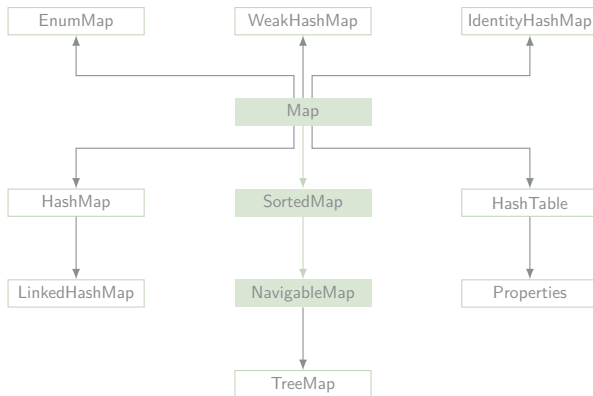 EnumMap
WeakHashMap
IdentityHashMap
Map
HashMap
SortedMap
HashTable
LinkedHashMap
NavigableMap
Properties
TreeMap